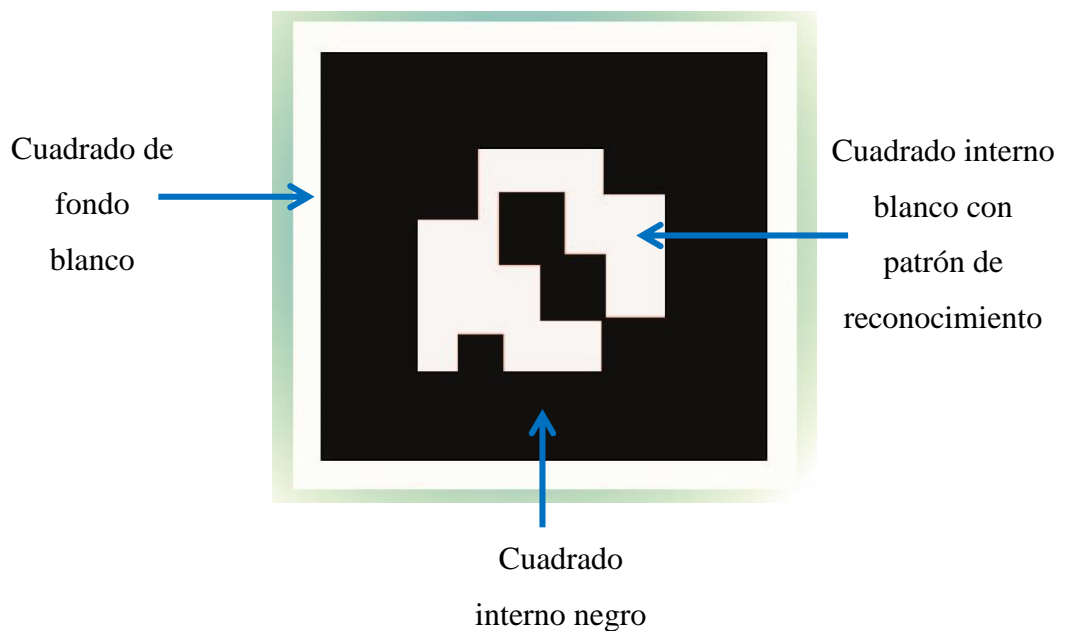 Cuadrado de
fondo
blanco
Cuadrado interno
blanco con
patrón de
reconocimiento
Cuadrado
interno negro